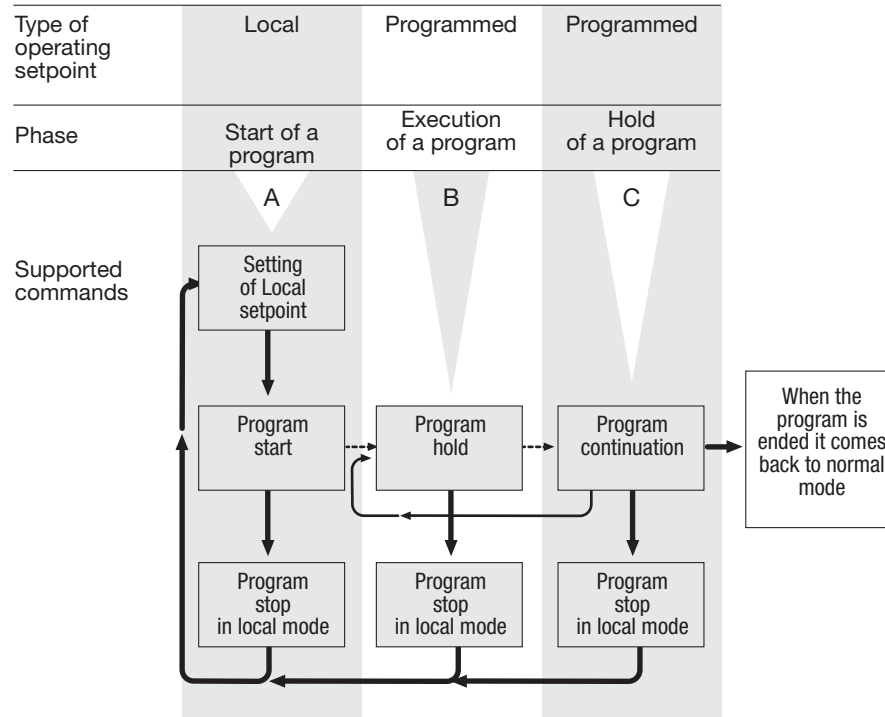 Type of
operating
setpoint
Local
Programmed
Programmed
Phase
Start of a
program
Execution
of a program
Hold
of a program
A
B
C
Supported
commands
Setting
of Local
setpoint
Program
start
Program
hold
Program
continuation
When the
program is
ended it comes
back to normal
mode
Program
stop
in local mode
Program
stop
in local mode
Program
stop
in local mode